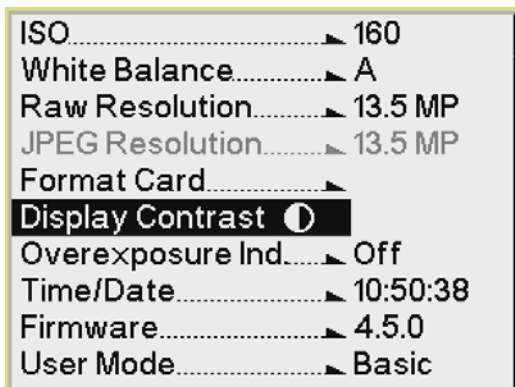 ISO........................ 160
White Balance............. A
Raw Resolution.......... 13.5 MP
JPEG Resolution......... 13.5 MP
Format Card...............
Display Contrast
Overexposure Ind...... Off
Time/Date.................. 10:50:38
Firmware.................... 4.5.0
User Mode................. Basic